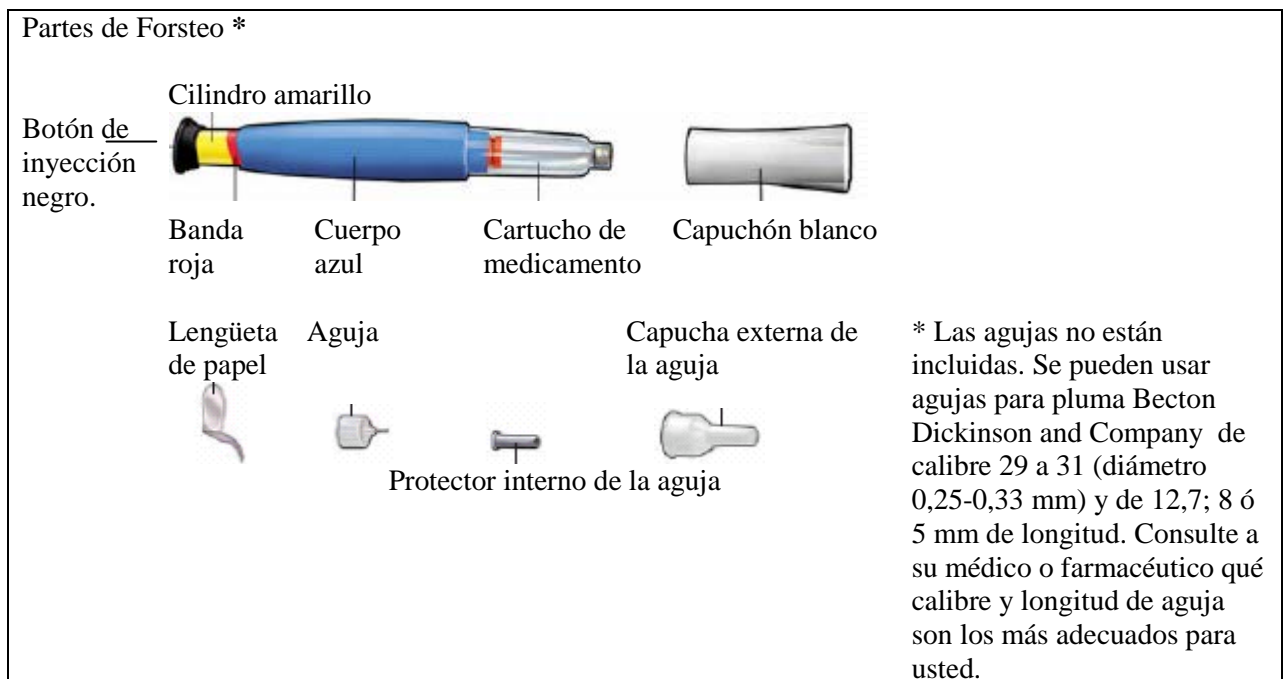 Partes de Forsteo *
Cilindro amarillo
Botón de
inyección
negro.
Banda
roja
Cuerpo
azul
Cartucho de
medicamento
Capuchón blanco
Lengüeta
de papel
Aguja
Capucha externa de
la aguja
Protector interno de la aguja
* Las agujas no están
incluidas. Se pueden usar
agujas para pluma Becton
Dickinson and Company de
calibre 29 a 31 (diámetro
0,25-0,33 mm) y de 12,7; 8 ó
5 mm de longitud. Consulte a
su médico o farmacéutico qué
calibre y longitud de aguja
son los más adecuados para
usted.